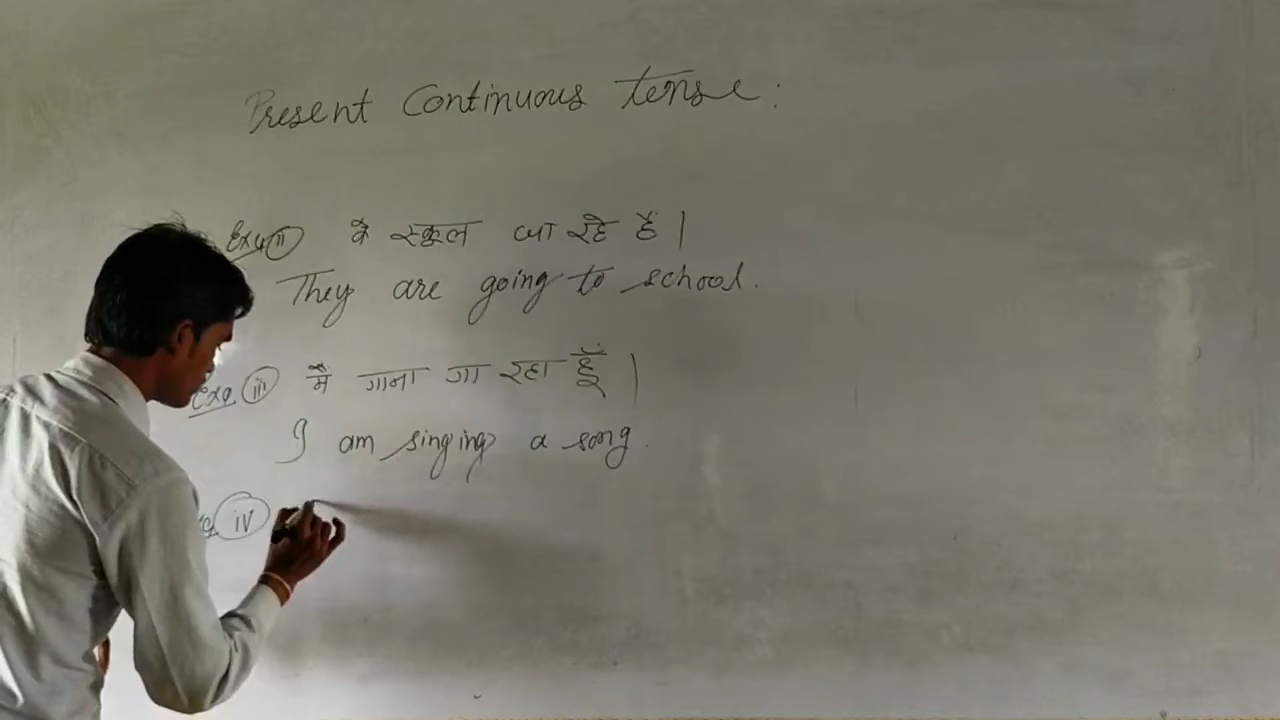 Present Continuous tense:
Exa (ii) वे स्कूल जा रहे हैं |
They are going to school.
Exa. (iii) मैं गाना गा रहा हूँ |
I am singing a song.
(iv)